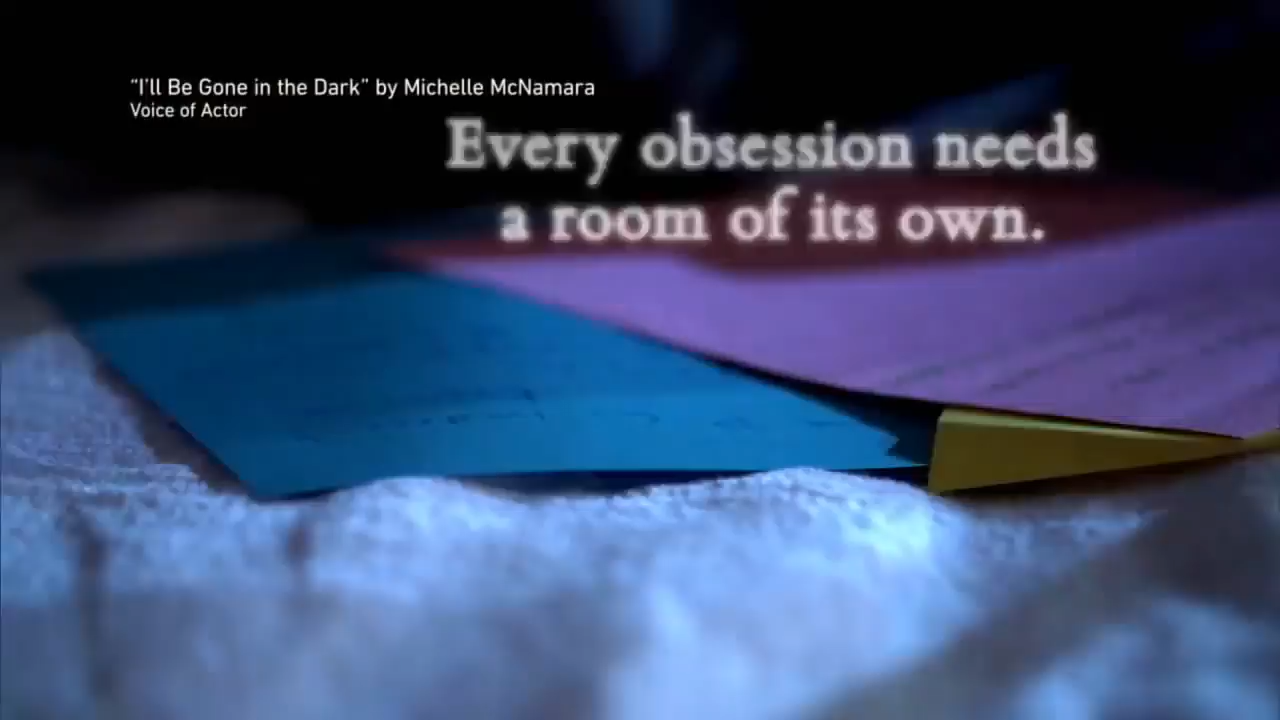 “I’ll Be Gone in the Dark” by Michelle McNamara
Voice of Actor
Every obsession needs
a room of its own.